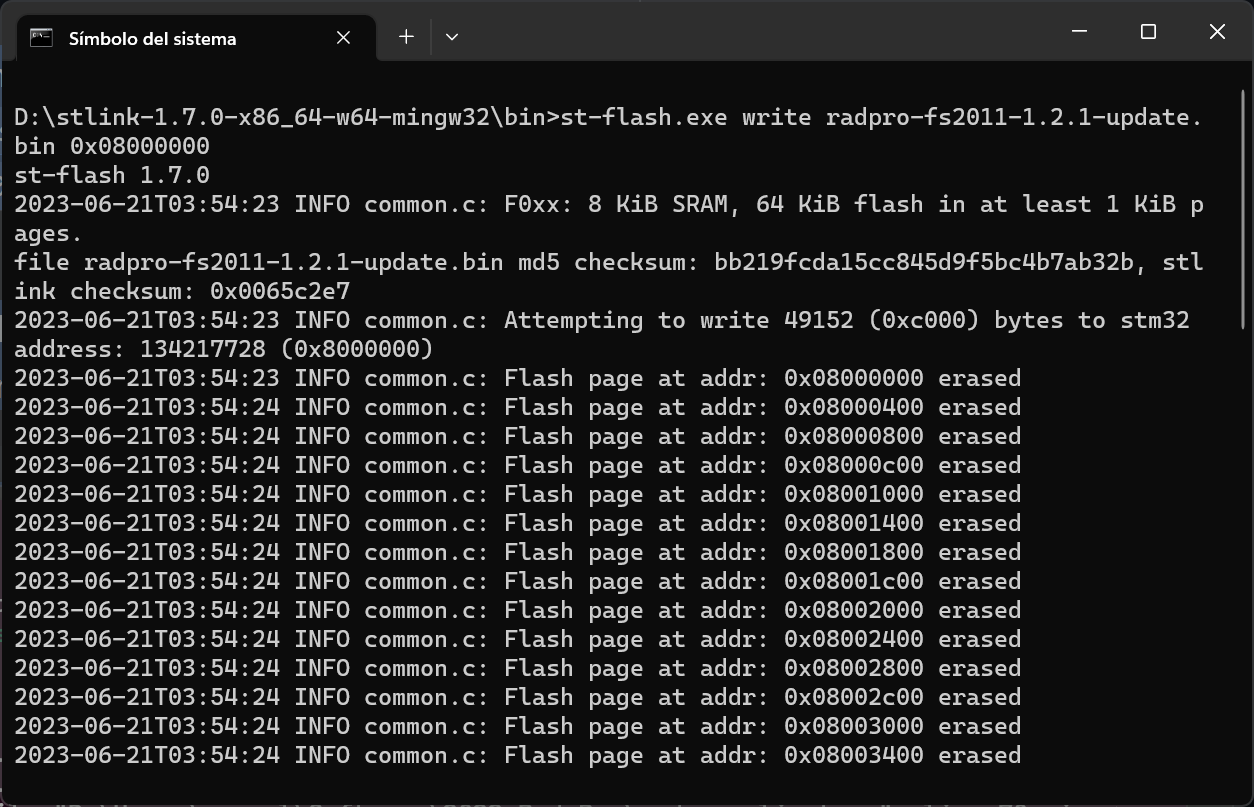 Símbolo del sistema
D:\stlink-1.7.0-x86_64-w64-mingw32\bin>st-flash.exe write radpro-fs2011-1.2.1-update.
bin 0x08000000
st-flash 1.7.0
2023-06-21T03:54:23 INFO common.c: F0xx: 8 KiB SRAM, 64 KiB flash in at least 1 KiB p
ages.
file radpro-fs2011-1.2.1-update.bin md5 checksum: bb219fcda15cc845d9f5bc4b7ab32b, stl
ink checksum: 0x0065c2e7
2023-06-21T03:54:23 INFO common.c: Attempting to write 49152 (0xc000) bytes to stm32
address: 134217728 (0x8000000)
2023-06-21T03:54:23 INFO common.c: Flash page at addr: 0x08000000 erased
2023-06-21T03:54:24 INFO common.c: Flash page at addr: 0x08000400 erased
2023-06-21T03:54:24 INFO common.c: Flash page at addr: 0x08000800 erased
2023-06-21T03:54:24 INFO common.c: Flash page at addr: 0x08000c00 erased
2023-06-21T03:54:24 INFO common.c: Flash page at addr: 0x08001000 erased
2023-06-21T03:54:24 INFO common.c: Flash page at addr: 0x08001400 erased
2023-06-21T03:54:24 INFO common.c: Flash page at addr: 0x08001800 erased
2023-06-21T03:54:24 INFO common.c: Flash page at addr: 0x08001c00 erased
2023-06-21T03:54:24 INFO common.c: Flash page at addr: 0x08002000 erased
2023-06-21T03:54:24 INFO common.c: Flash page at addr: 0x08002400 erased
2023-06-21T03:54:24 INFO common.c: Flash page at addr: 0x08002800 erased
2023-06-21T03:54:24 INFO common.c: Flash page at addr: 0x08002c00 erased
2023-06-21T03:54:24 INFO common.c: Flash page at addr: 0x08003000 erased
2023-06-21T03:54:24 INFO common.c: Flash page at addr: 0x08003400 erased